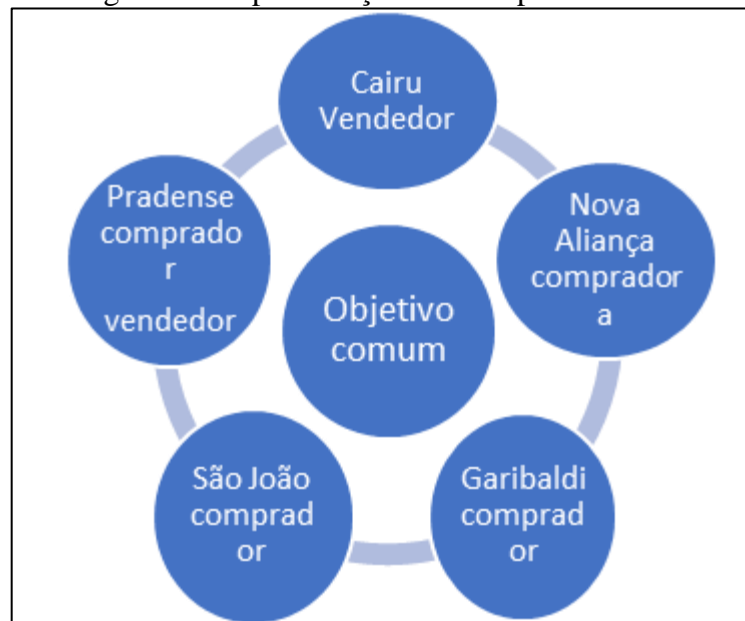 Cairu
Vendedor
Nova
Aliança
comprador
a
Garibaldi
comprad
or
São João
comprad
or
Pradense
comprado
r
vendedor
Objetivo
comum